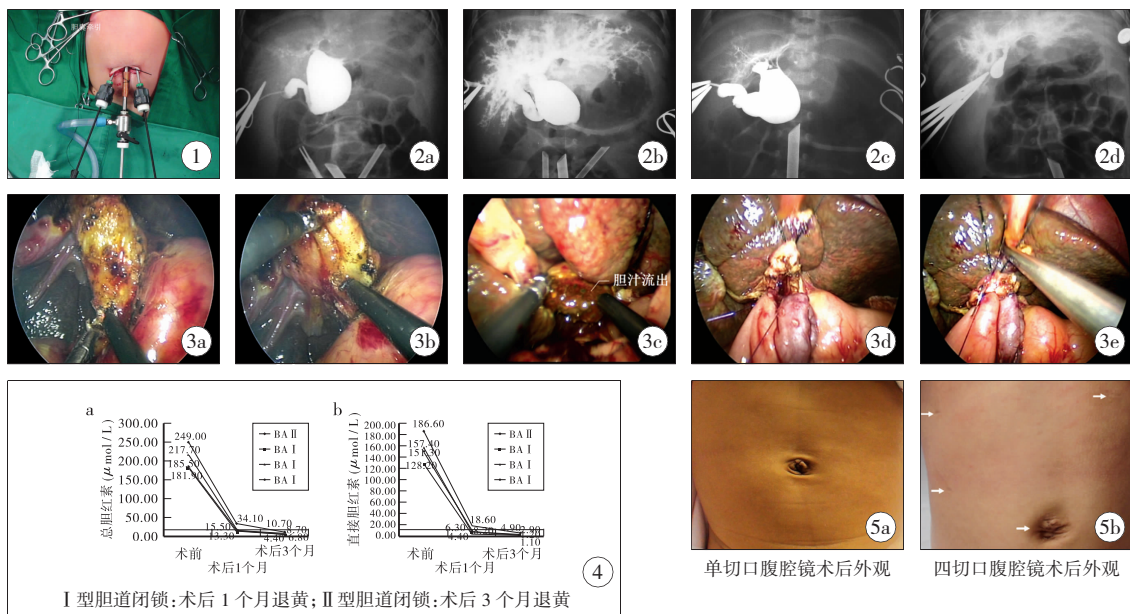 胆囊牵引
1
2a
2b
2c
2d
3a
3b
胆汁流出
3c
3d
3e
a
总胆红素 (μmol/L)
300.00
250.00
200.00
150.00
100.00
50.00
0.00
249.00
217.70
185.50
181.90
34.10
15.50
13.30
10.70
8.70
4.40
6.80
术前
术后1个月
术后3个月
BA Ⅱ
BA Ⅰ
BA Ⅰ
BA Ⅰ
b
直接胆红素 (μmol/L)
200.00
180.00
160.00
140.00
120.00
100.00
80.00
60.00
40.00
20.00
0.00
186.60
157.40
151.30
128.20
18.60
6.30
4.40
4.90
2.90
1.10
术前
术后1个月
术后3个月
BA Ⅱ
BA Ⅰ
BA Ⅰ
BA Ⅰ
4
Ⅰ型胆道闭锁:术后 1 个月退黄;Ⅱ型胆道闭锁:术后 3 个月退黄
5a
单切口腹腔镜术后外观
5b
四切口腹腔镜术后外观